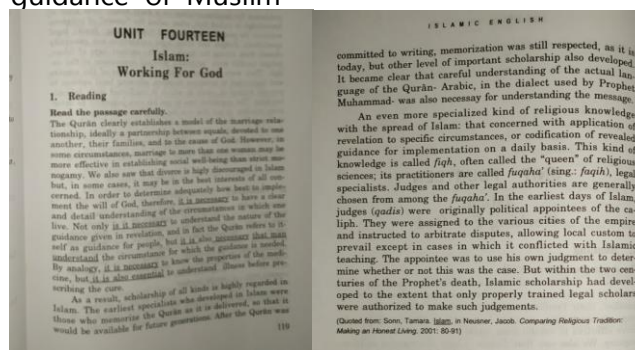 guidance of Muslim
UNIT FOURTEEN
Islam:
Working For God
1. Reading
Read the passage carefully.
The Qurán clearly establishes a model of the marriage rela-
tionship, ideally a partnership between equals, devoted to one
another, their families, and in the cause of God. However, in
some circumstances, marriage to more than one woman may be
more effective in establishing social well-being than strict mo-
nogamy. We also saw that divorce is highly discouraged in Islam
but, in some cases, it may be in the best interests of all con-
cerned. In order to determine adequately how best to imple-
ment the will of God, therefore, it is necessary to have a clear
and detail understanding of the circumstances in which one
live. Not only it is necessary to understand the nature of the
guidance given in revelation, and in fact the Qurán refers to it-
self as guidance for people, but it is also necessary that man
understand the circumstance for which the guidance is needed.
By analogy, it is necessary to know the properties of the medi-
cine, but it is also essential to understand illness before pre-
scribing the cure.
As a result, scholarship of all kinds is highly regarded in
Islam. The earliest specialists who developed in Islam were
those who memorize the Qurán as it is delivered, so that it
would be available for future generations. After the Qurán was
119
ISLAMIC ENGLISH
committed to writing, memorization was still respected, as it is
today, but other level of important scholarship also developed.
It became clear that careful understanding of the actual lan-
guage of the Qurân- Arabic, in the dialect used by Prophet
Muhammad- was also necessay for understanding the message.
An even more specialized kind of religious knowledge
with the spread of Islam: that concerned with application of
revelation to specific circumstances, or codification of revealed
guidance for implementation on a daily basis. This kind of
knowledge is called fiqh, often called the “queen” of religious
sciences; its practitioners are called fuqaha' (sing.: faqih), legal
specialists. Judges and other legal authorities are generally
chosen from among the fuqaha'. In the earliest days of Islam,
judges (qadis) were originally political appointees of the ca-
liph. They were assigned to the various cities of the empire
and instructed to arbitrate disputes, allowing local custom to
prevail except in cases in which it conflicted with Islamic
teaching. The appointee was to use his own judgment to deter-
mine whether or not this was the case. But within the two cen-
turies of the Prophet's death, Islamic scholarship had devel-
oped to the extent that only properly trained legal scholars
were authorized to make such judgements.
(Quoted from: Sonn, Tamara. Islam, in Neusner, Jacob. Comparing Religious Tradition:
Making an Honest Living. 2001: 80-91)